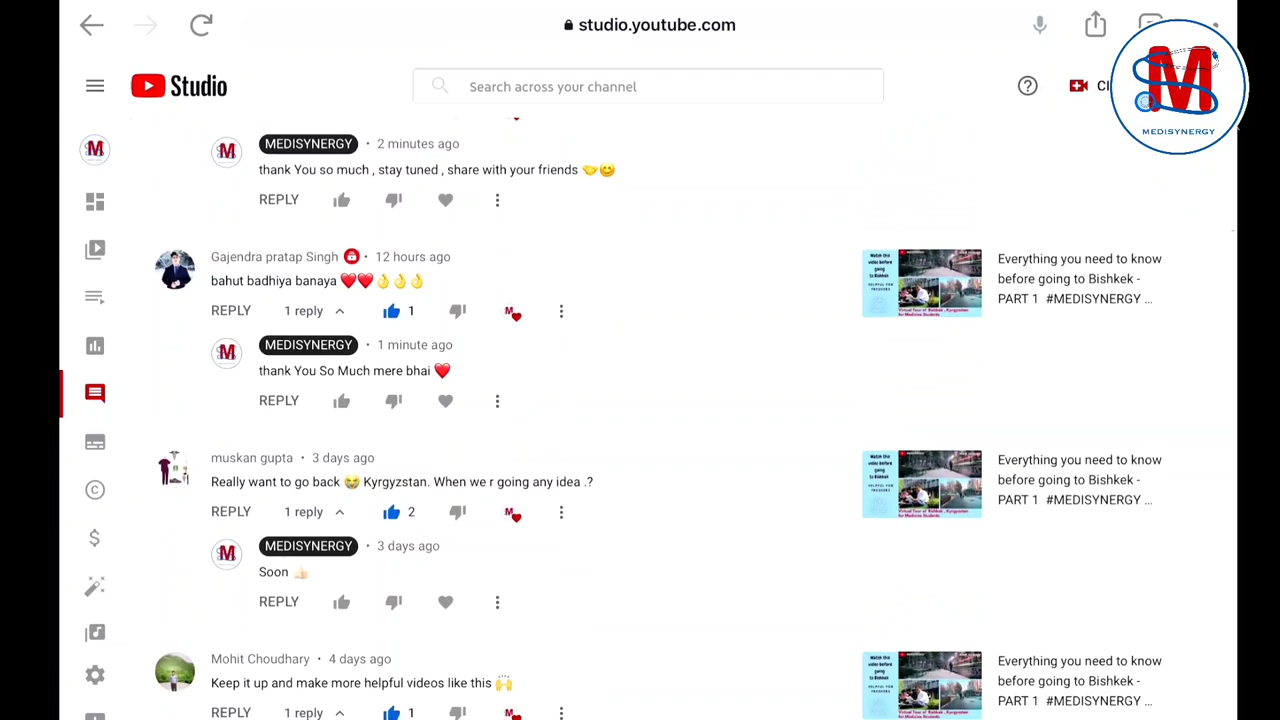 studio.youtube.com
Studio
Search across your channel
M
MEDISYNERGY
MEDISYNERGY • 2 minutes ago
thank You so much , stay tuned , share with your friends 🤝😊
REPLY
Gajendra pratap Singh • 12 hours ago
bahut badhiya banaya ❤️❤️👌👌👌
REPLY 1 reply 1
MEDISYNERGY • 1 minute ago
thank You So Much mere bhai ❤️
REPLY
Everything you need to know
before going to Bishkek -
PART 1 #MEDISYNERGY ...
muskan gupta • 3 days ago
Really want to go back 😭 Kyrgyzstan. When we r going any idea .?
REPLY 1 reply 2
MEDISYNERGY • 3 days ago
Soon 👍🏻
REPLY
Everything you need to know
before going to Bishkek -
PART 1 #MEDISYNERGY ...
Mohit Choudhary • 4 days ago
Keep it up and make more helpful videos like this 🙌
REPLY 1 reply 1
Everything you need to know
before going to Bishkek -
PART 1 #MEDISYNERGY ...